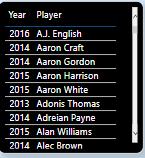 Year Player
2016 A.J. English
2014 Aaron Craft
2014 Aaron Gordon
2015 Aaron Harrison
2015 Aaron White
2013 Adonis Thomas
2014 Adreian Payne
2015 Alan Williams
2014 Alec Brown